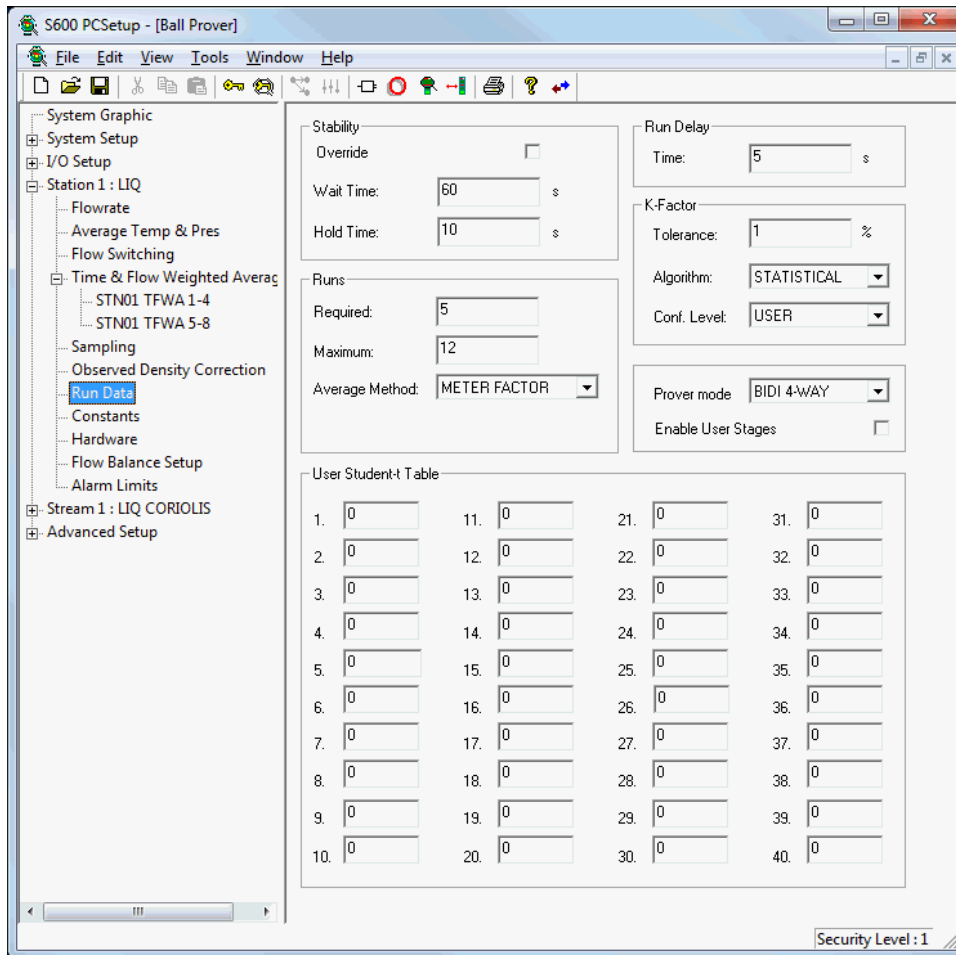 S600 PCSetup - [Ball Prover]
File Edit View Tools Window Help
System Graphic
System Setup
I/O Setup
Station 1 : LIQ
Flowrate
Average Temp & Pres
Flow Switching
Time & Flow Weighted Averag
STN01 TFWA 1-4
STN01 TFWA 5-8
Sampling
Observed Density Correction
Run Data
Constants
Hardware
Flow Balance Setup
Alarm Limits
Stream 1 : LIQ CORIOLIS
Advanced Setup
Stability
Override
Wait Time: 60 s
Hold Time: 10 s
Runs
Required: 5
Maximum: 12
Average Method: METER FACTOR
Run Delay
Time: 5 s
K-Factor
Tolerance: 1 %
Algorithm: STATISTICAL
Conf. Level: USER
Prover mode BIDI 4-WAY
Enable User Stages
User Student-t Table
1. 0 11. 0 21. 0 31. 0
2. 0 12. 0 22. 0 32. 0
3. 0 13. 0 23. 0 33. 0
4. 0 14. 0 24. 0 34. 0
5. 0 15. 0 25. 0 35. 0
6. 0 16. 0 26. 0 36. 0
7. 0 17. 0 27. 0 37. 0
8. 0 18. 0 28. 0 38. 0
9. 0 19. 0 29. 0 39. 0
10. 0 20. 0 30. 0 40. 0
Security Level : 1